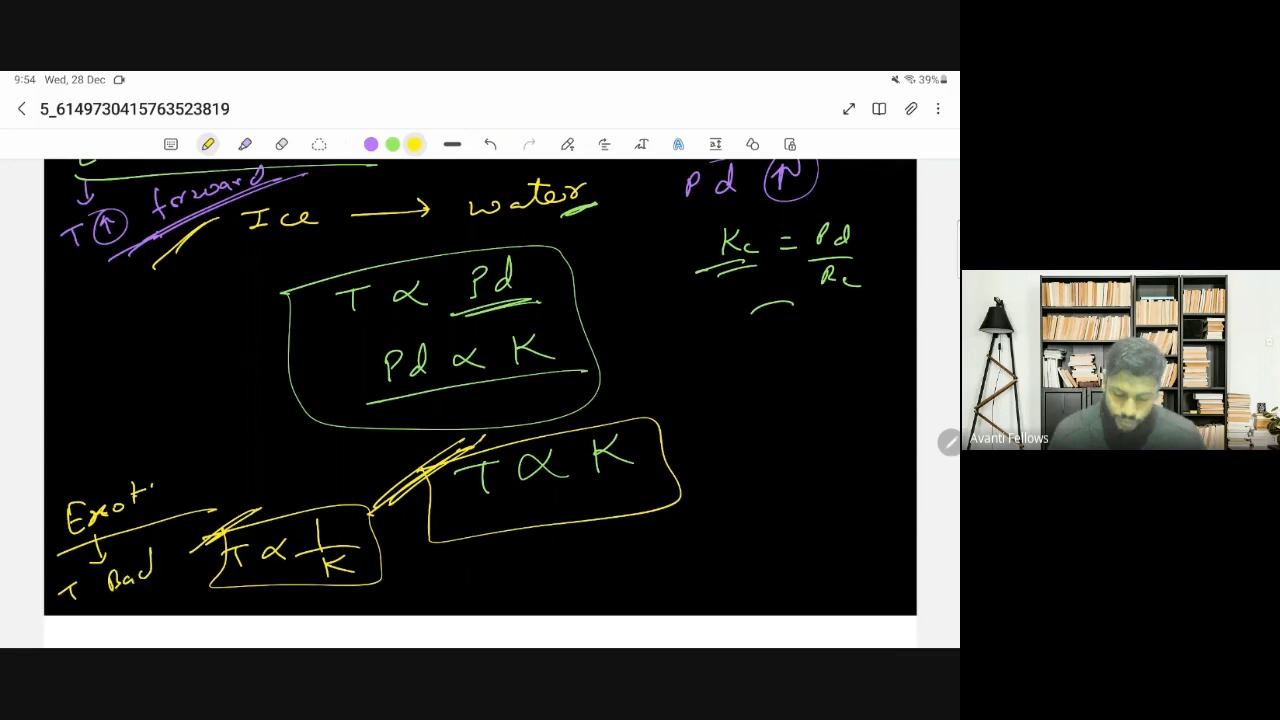 9:54 Wed, 28 Dec
39%
5_6149730415763523819
T ↑ forward
Ice → water
Pd ↑
Kc = Pd / Rc
T ∝ Pd
Pd ∝ K
T ∝ K
Exot.
T Bad
T ∝ 1/K
Avanti Fellows